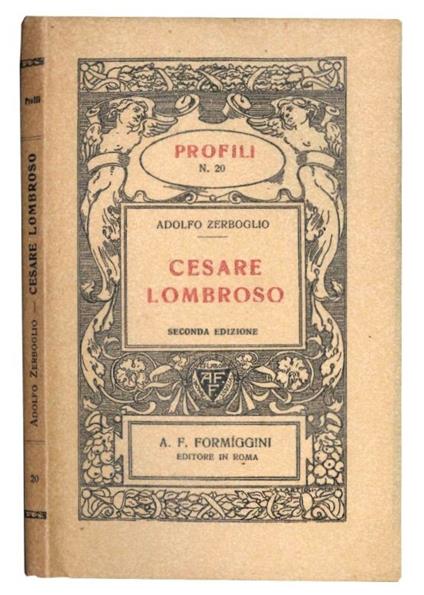 Profili
ADOLFO ZERBOGLIO — CESARE LOMBROSO
20
PROFILI
N. 20
ADOLFO ZERBOGLIO
CESARE
LOMBROSO
SECONDA EDIZIONE
A F F
A. F. FORMÍGGINI
EDITORE IN ROMA